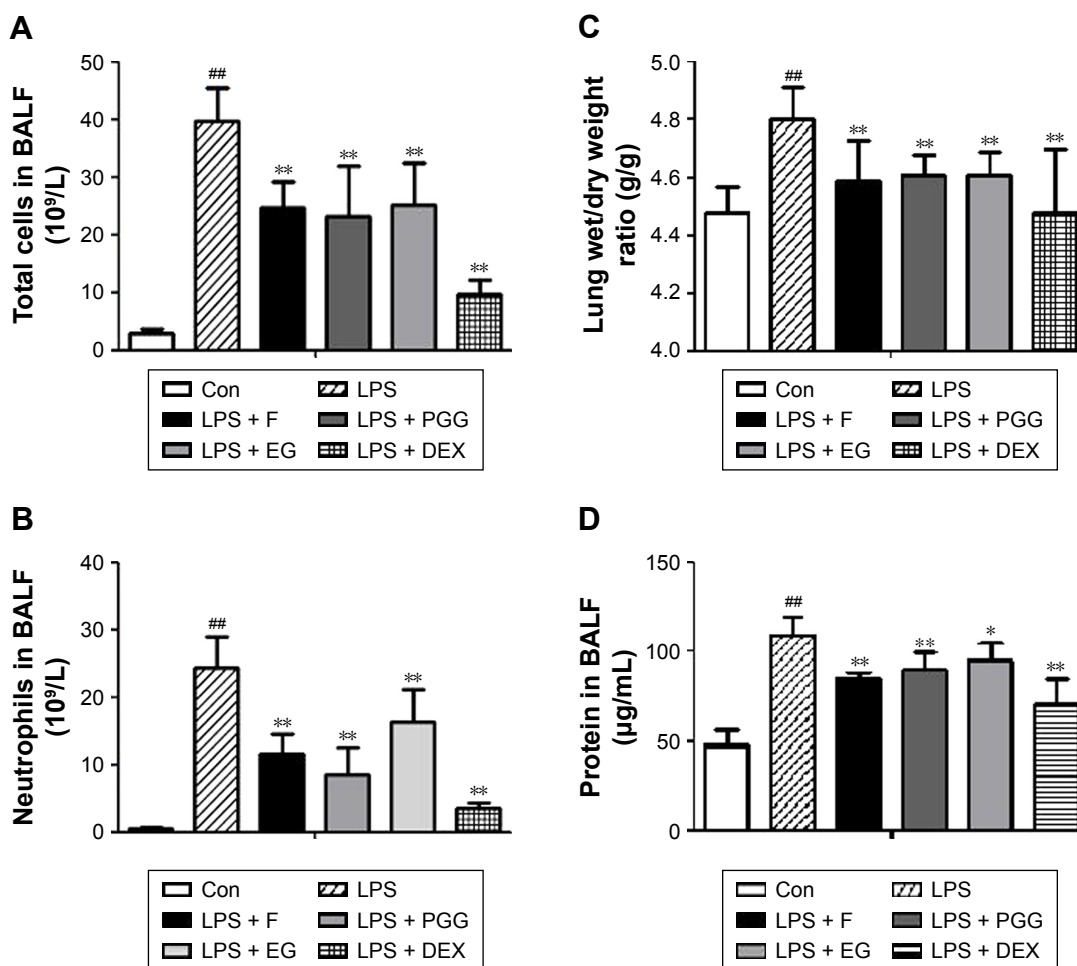 A
Total cells in BALF
(10⁹/L)
50
40
30
20
10
0
##
**
**
**
**
Con
LPS
LPS + F
LPS + PGG
LPS + EG
LPS + DEX
C
Lung wet/dry weight
ratio (g/g)
5.0
4.8
4.6
4.4
4.2
4.0
##
**
**
**
**
Con
LPS
LPS + F
LPS + PGG
LPS + EG
LPS + DEX
B
Neutrophils in BALF
(10⁹/L)
40
30
20
10
0
##
**
**
**
**
Con
LPS
LPS + F
LPS + PGG
LPS + EG
LPS + DEX
D
Protein in BALF
(µg/mL)
150
100
50
0
##
**
**
*
**
Con
LPS
LPS + F
LPS + PGG
LPS + EG
LPS + DEX